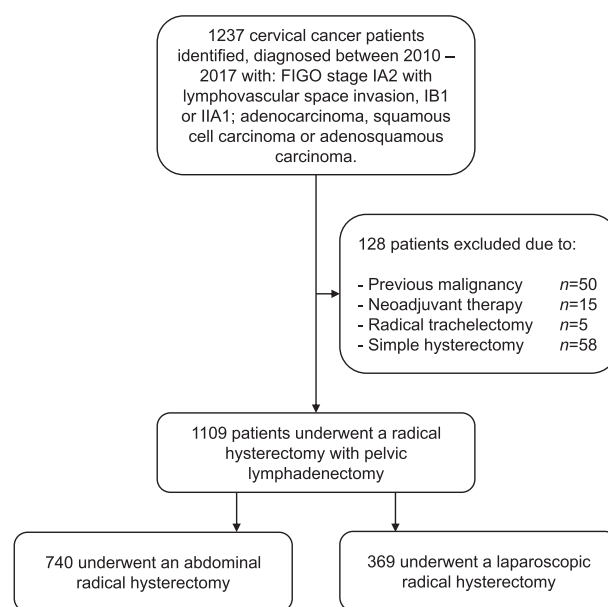 1237 cervical cancer patients
identified, diagnosed between 2010 –
2017 with: FIGO stage IA2 with
lymphovascular space invasion, IB1
or IIA1; adenocarcinoma, squamous
cell carcinoma or adenosquamous
carcinoma.
128 patients excluded due to:
- Previous malignancy n=50
- Neoadjuvant therapy n=15
- Radical trachelectomy n=5
- Simple hysterectomy n=58
1109 patients underwent a radical
hysterectomy with pelvic
lymphadenectomy
740 underwent an abdominal
radical hysterectomy
369 underwent a laparoscopic
radical hysterectomy